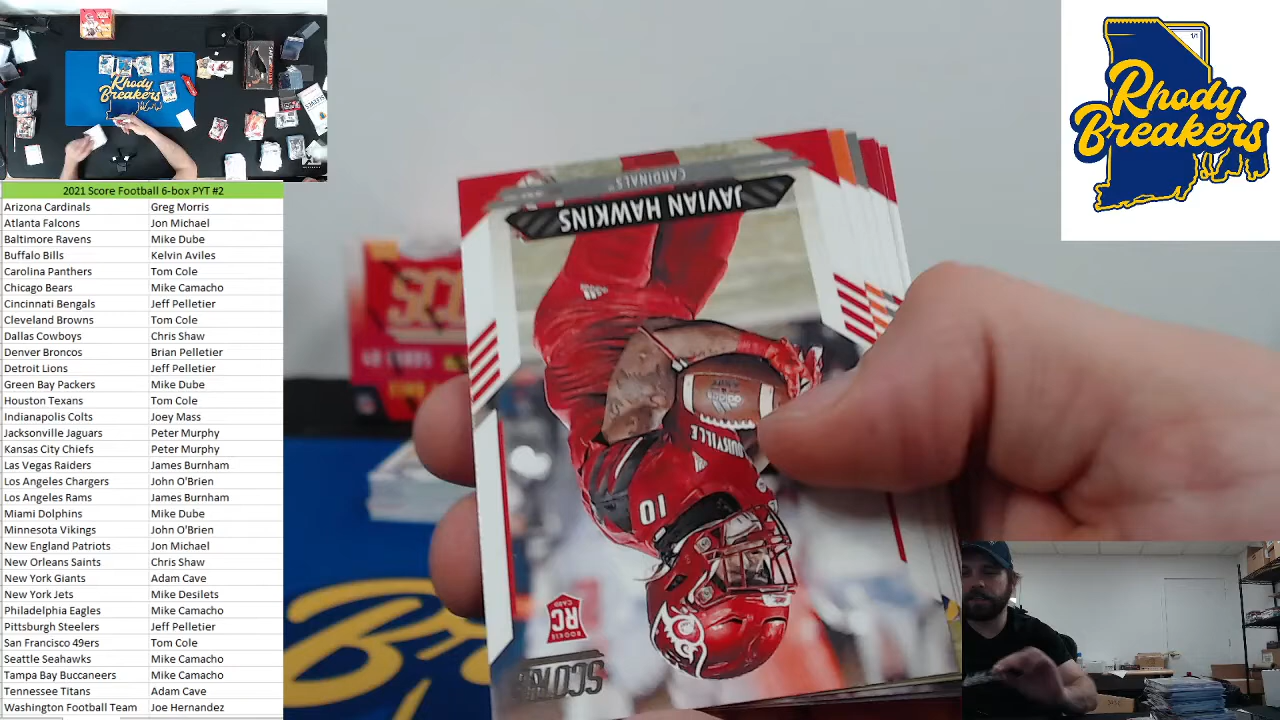 2021 Score Football 6-box PYT #2
Arizona Cardinals Greg Morris
Atlanta Falcons Jon Michael
Baltimore Ravens Mike Dube
Buffalo Bills Kelvin Aviles
Carolina Panthers Tom Cole
Chicago Bears Mike Camacho
Cincinnati Bengals Jeff Pelletier
Cleveland Browns Tom Cole
Dallas Cowboys Chris Shaw
Denver Broncos Brian Pelletier
Detroit Lions Jeff Pelletier
Green Bay Packers Mike Dube
Houston Texans Tom Cole
Indianapolis Colts Joey Mass
Jacksonville Jaguars Peter Murphy
Kansas City Chiefs Peter Murphy
Las Vegas Raiders James Burnham
Los Angeles Chargers John O'Brien
Los Angeles Rams James Burnham
Miami Dolphins Mike Dube
Minnesota Vikings John O'Brien
New England Patriots Jon Michael
New Orleans Saints Chris Shaw
New York Giants Adam Cave
New York Jets Mike Desilets
Philadelphia Eagles Mike Camacho
Pittsburgh Steelers Jeff Pelletier
San Francisco 49ers Tom Cole
Seattle Seahawks Mike Camacho
Tampa Bay Buccaneers Mike Camacho
Tennessee Titans Adam Cave
Washington Football Team Joe Hernandez
Rhody
Breakers
1/1
Rhody
Breakers
CARDINALS
JAVIAN HAWKINS
adidas
10
RC
ROOKIE
CARD
SCORE